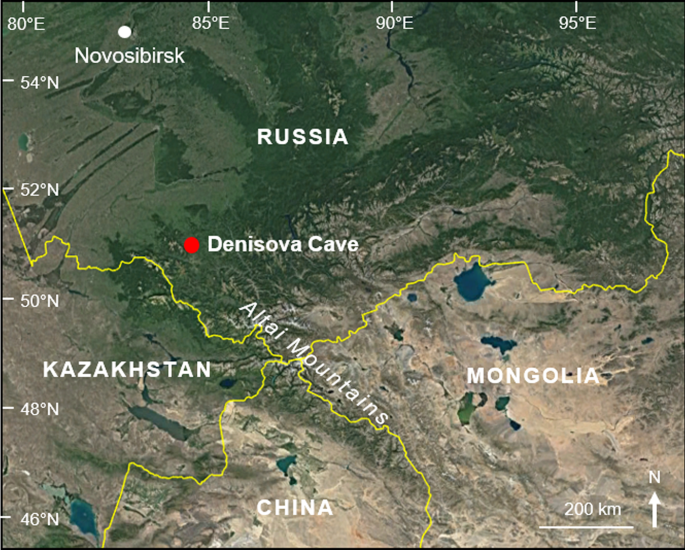 80°E 85°E 90°E 95°E
Novosibirsk
54°N
RUSSIA
52°N
Denisova Cave
50°N
Altai Mountains
KAZAKHSTAN
MONGOLIA
48°N
N
CHINA
200 km
46°N